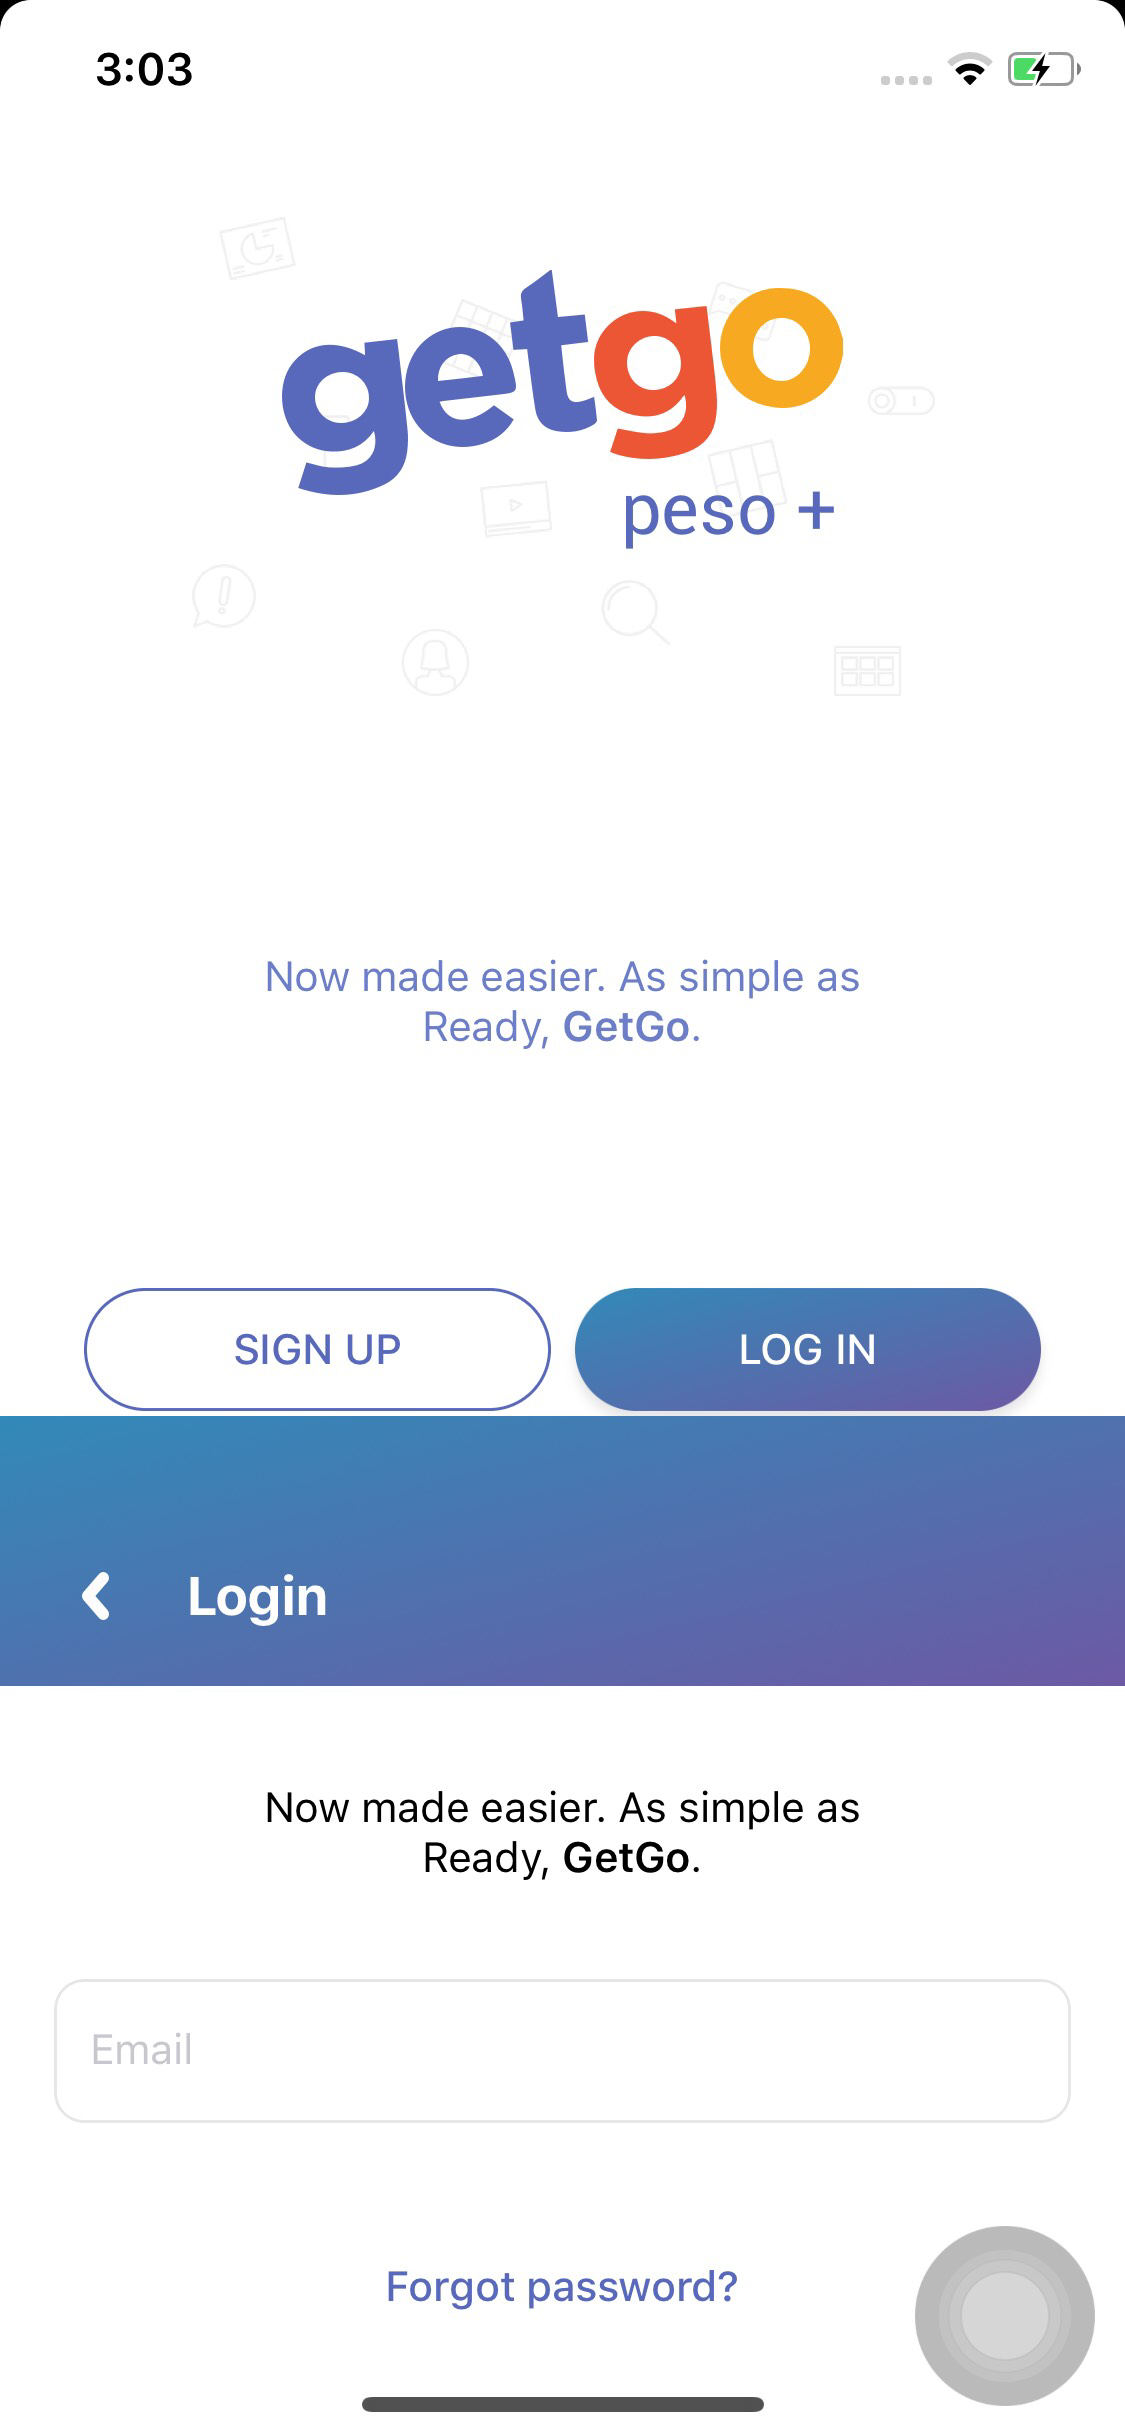 3:03
getgo
peso +
Now made easier. As simple as
Ready, GetGo.
SIGN UP
LOG IN
Login
Now made easier. As simple as
Ready, GetGo.
Email
Forgot password?